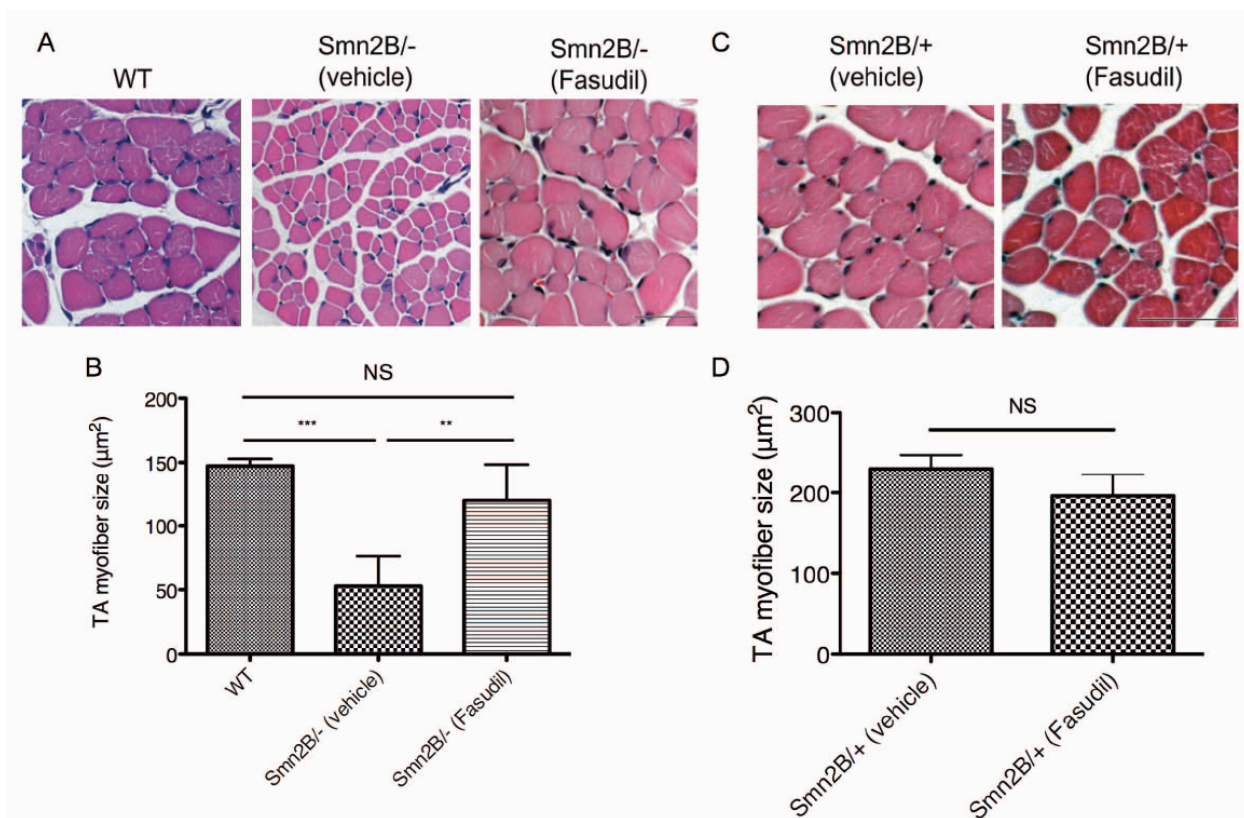 A
WT
Smn2B/-
(vehicle)
Smn2B/-
(Fasudil)
C
Smn2B/+
(vehicle)
Smn2B/+
(Fasudil)
B
TA myofiber size (µm²)
200
150
100
50
0
NS
***
**
WT
Smn2B/- (vehicle)
Smn2B/- (Fasudil)
D
TA myofiber size (µm²)
300
200
100
0
NS
Smn2B/+ (vehicle)
Smn2B/+ (Fasudil)